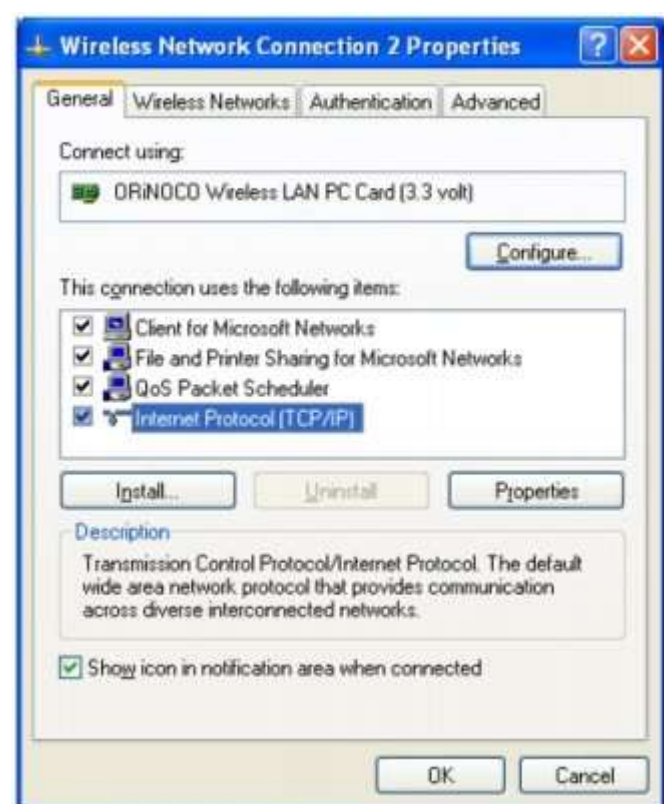 Wireless Network Connection 2 Properties
General Wireless Networks Authentication Advanced
Connect using:
ORiNOCO Wireless LAN PC Card (3.3 volt)
Configure...
This connection uses the following items:
Client for Microsoft Networks
File and Printer Sharing for Microsoft Networks
QoS Packet Scheduler
Internet Protocol (TCP/IP)
Install... Uninstall Properties
Description
Transmission Control Protocol/Internet Protocol. The default
wide area network protocol that provides communication
across diverse interconnected networks.
Show icon in notification area when connected
OK Cancel